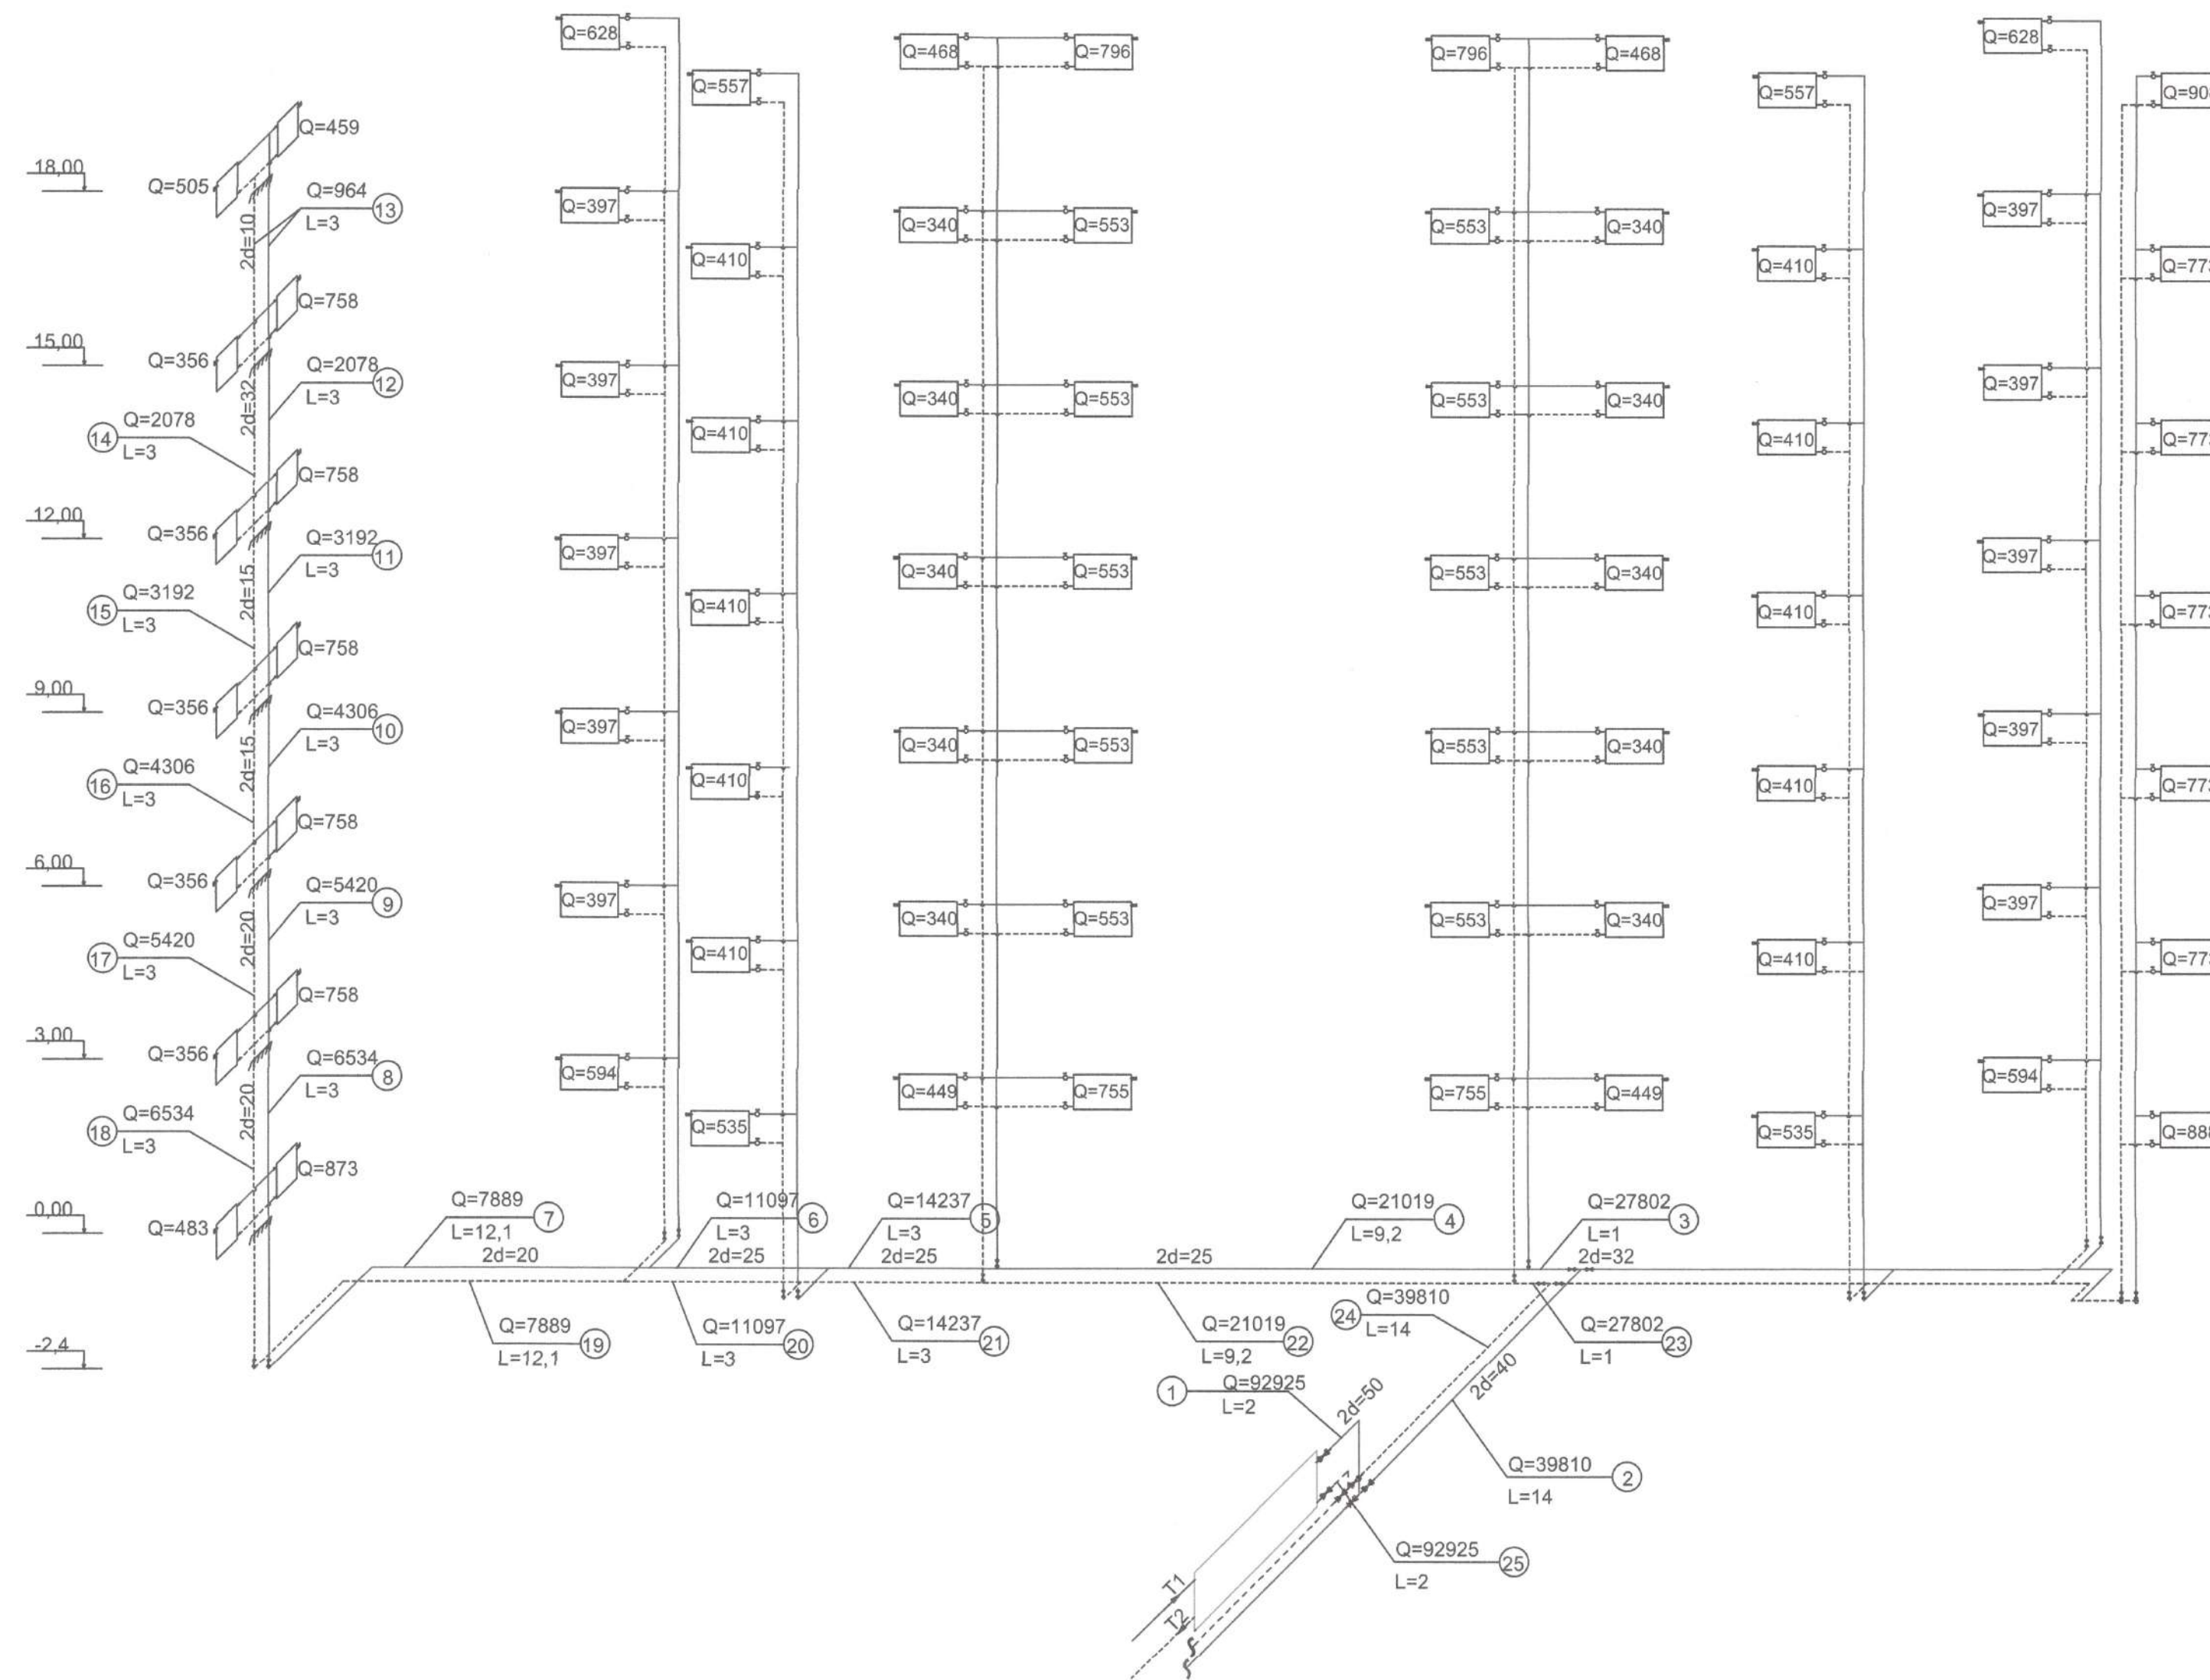 Q=628
Q=628
Q=468
Q=796
Q=796
Q=468
Q=557
Q=557
Q=459
18,00
Q=505
Q=964
13
L=3
2d=10
Q=397
Q=397
Q=340
Q=553
Q=553
Q=340
Q=410
Q=410
Q=758
15,00
Q=356
Q=2078
12
L=3
2d=32
Q=397
Q=397
Q=340
Q=553
Q=553
Q=340
14
Q=2078
L=3
Q=410
Q=410
Q=758
12,00
Q=356
Q=3192
11
L=3
2d=15
Q=397
Q=397
Q=340
Q=553
Q=553
Q=340
15
Q=3192
L=3
Q=410
Q=410
Q=758
9,00
Q=356
Q=4306
10
L=3
2d=15
Q=397
Q=397
Q=340
Q=553
Q=553
Q=340
16
Q=4306
L=3
Q=410
Q=410
Q=758
6,00
Q=356
Q=5420
9
L=3
2d=20
Q=397
Q=397
Q=340
Q=553
Q=553
Q=340
17
Q=5420
L=3
Q=410
Q=410
Q=758
3,00
Q=356
Q=6534
8
L=3
2d=20
Q=594
Q=594
Q=449
Q=755
Q=755
Q=449
18
Q=6534
L=3
Q=535
Q=535
Q=873
0,00
Q=483
Q=7889
7
L=12,1
2d=20
Q=11097
6
L=3
2d=25
Q=14237
5
L=3
2d=25
2d=25
Q=21019
4
L=9,2
Q=27802
3
L=1
2d=32
-2,4
Q=7889
19
L=12,1
Q=11097
20
L=3
Q=14237
21
L=3
Q=21019
22
L=9,2
24
Q=39810
L=14
Q=27802
23
L=1
1
Q=92925
L=2
2d=50
2d=40
Q=39810
2
L=14
Q=92925
25
L=2
T1
T2